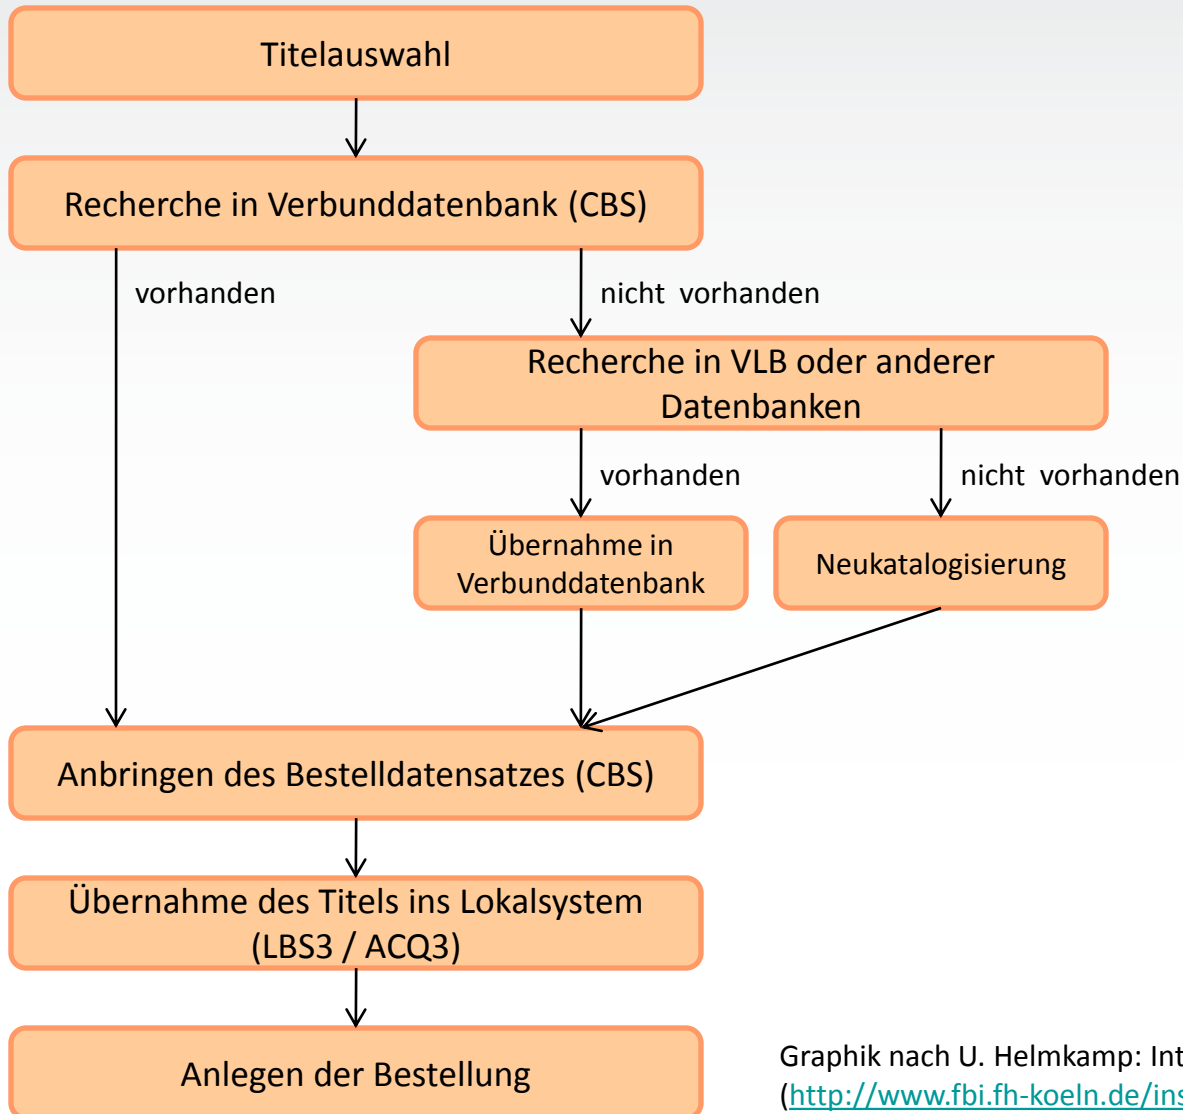 Titelauswahl
Recherche in Verbunddatenbank (CBS)
vorhanden
nicht vorhanden
Recherche in VLB oder anderer
Datenbanken
vorhanden
nicht vorhanden
Übernahme in
Verbunddatenbank
Neukatalogisierung
Anbringen des Bestelldatensatzes (CBS)
Übernahme des Titels ins Lokalsystem
(LBS3 / ACQ3)
Anlegen der Bestellung
Graphik nach U. Helmkamp: Int
(http://www.fbi.fh-koeln.de/ins